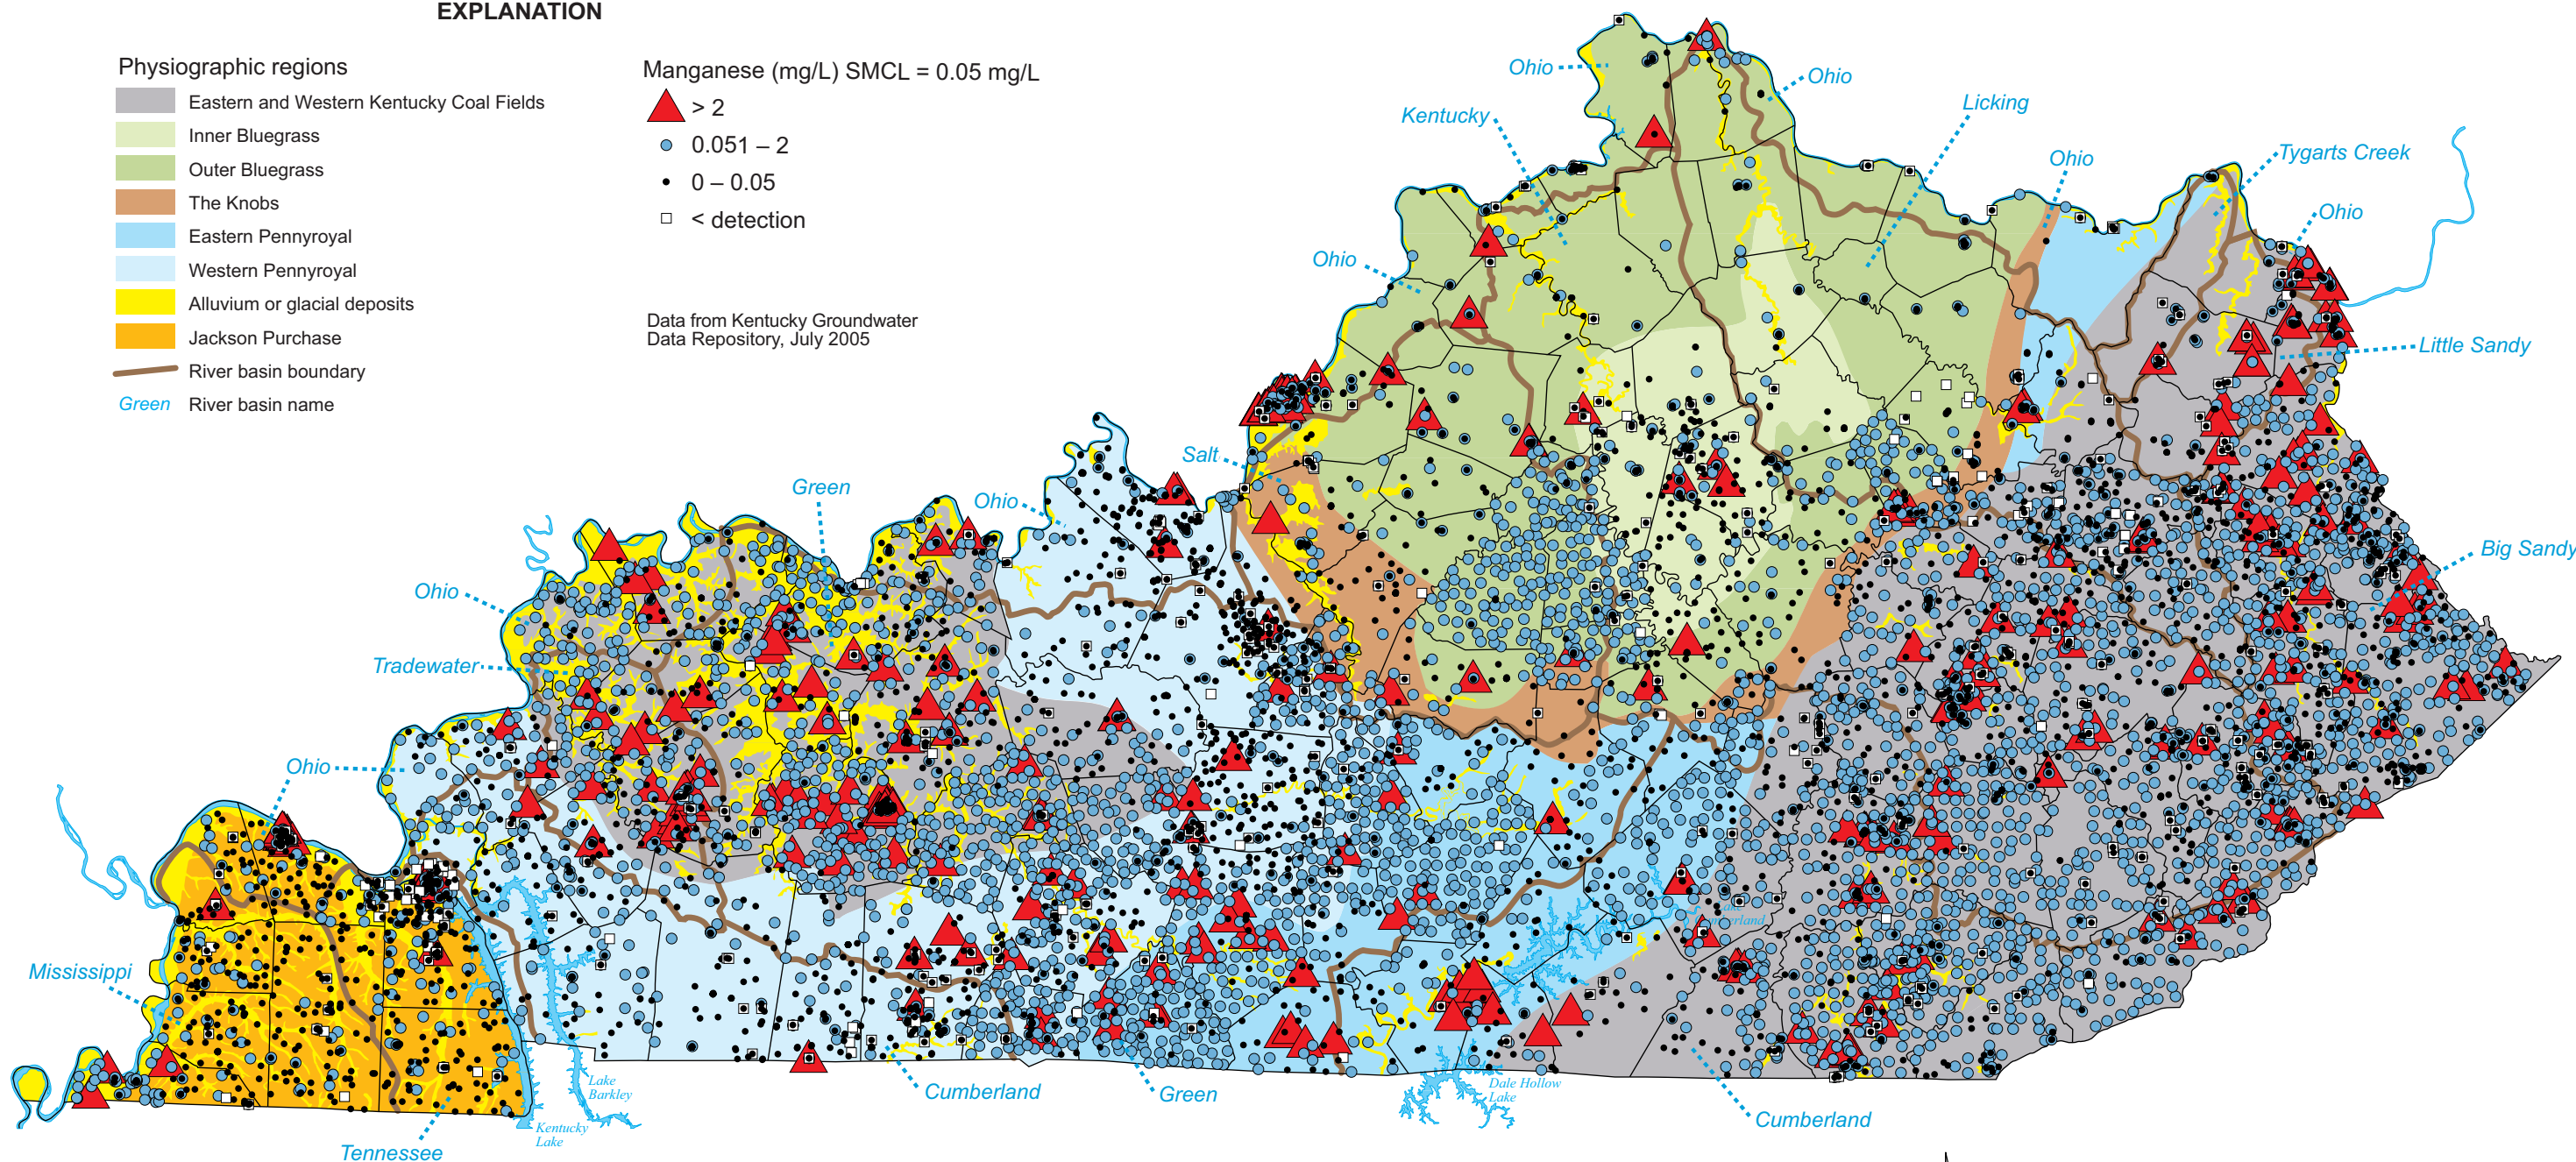 EXPLANATION
Physiographic regions
Eastern and Western Kentucky Coal Fields
Inner Bluegrass
Outer Bluegrass
The Knobs
Eastern Pennyroyal
Western Pennyroyal
Alluvium or glacial deposits
Jackson Purchase
River basin boundary
Green River basin name
Manganese (mg/L) SMCL = 0.05 mg/L
> 2
0.051 – 2
0 – 0.05
< detection
Data from Kentucky Groundwater
Data Repository, July 2005
Ohio
Ohio
Kentucky
Licking
Ohio
Tygarts Creek
Ohio
Ohio
Little Sandy
Salt
Green
Ohio
Big Sandy
Ohio
Tradewater
Ohio
Lake
Cumberland
Mississippi
Lake
Barkley
Kentucky
Lake
Cumberland
Green
Dale Hollow
Lake
Cumberland
Tennessee